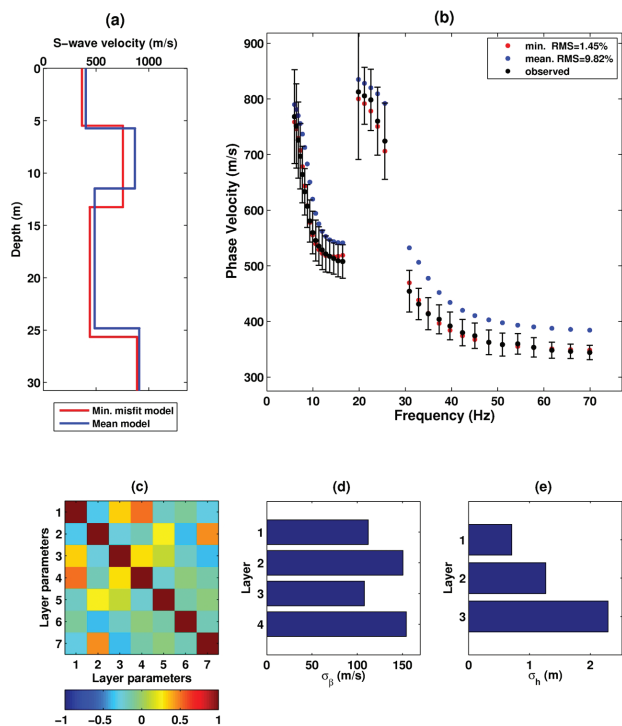 (a)
S-wave velocity (m/s)
0 500 1000
0
5
10
15
20
25
30
Depth (m)
Min. misfit model
Mean model
(b)
min. RMS=1.45%
mean. RMS=9.82%
observed
900
800
700
600
500
400
300
Phase Velocity (m/s)
0 10 20 30 40 50 60 70
Frequency (Hz)
(c)
1
2
3
4
5
6
7
Layer parameters
1 2 3 4 5 6 7
Layer parameters
−1 −0.5 0 0.5 1
(d)
1
2
3
4
Layer
0 50 100 150
σβ (m/s)
(e)
1
2
3
Layer
0 1 2
σh (m)